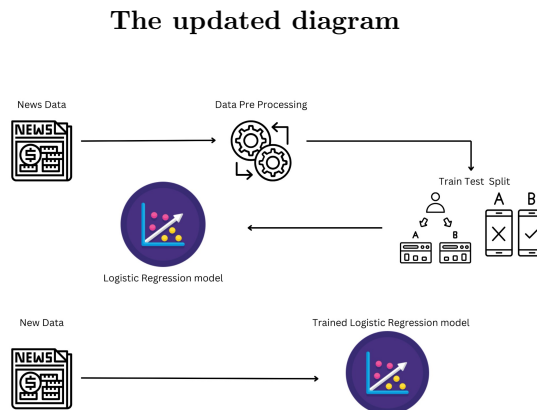 The updated diagram
News Data
Data Pre Processing
NEWS
Train Test Split
A B
A B
Logistic Regression model
New Data
Trained Logistic Regression model
NEWS